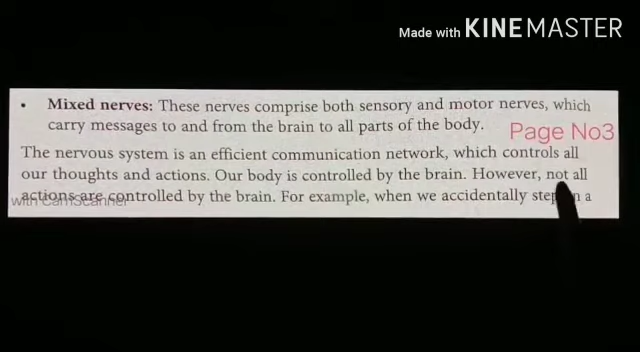 Made with KINEMASTER
• Mixed nerves: These nerves comprise both sensory and motor nerves, which
carry messages to and from the brain to all parts of the body.
Page No3
The nervous system is an efficient communication network, which controls all
our thoughts and actions. Our body is controlled by the brain. However, not all
actions are controlled by the brain. For example, when we accidentally step a
with CamScanner